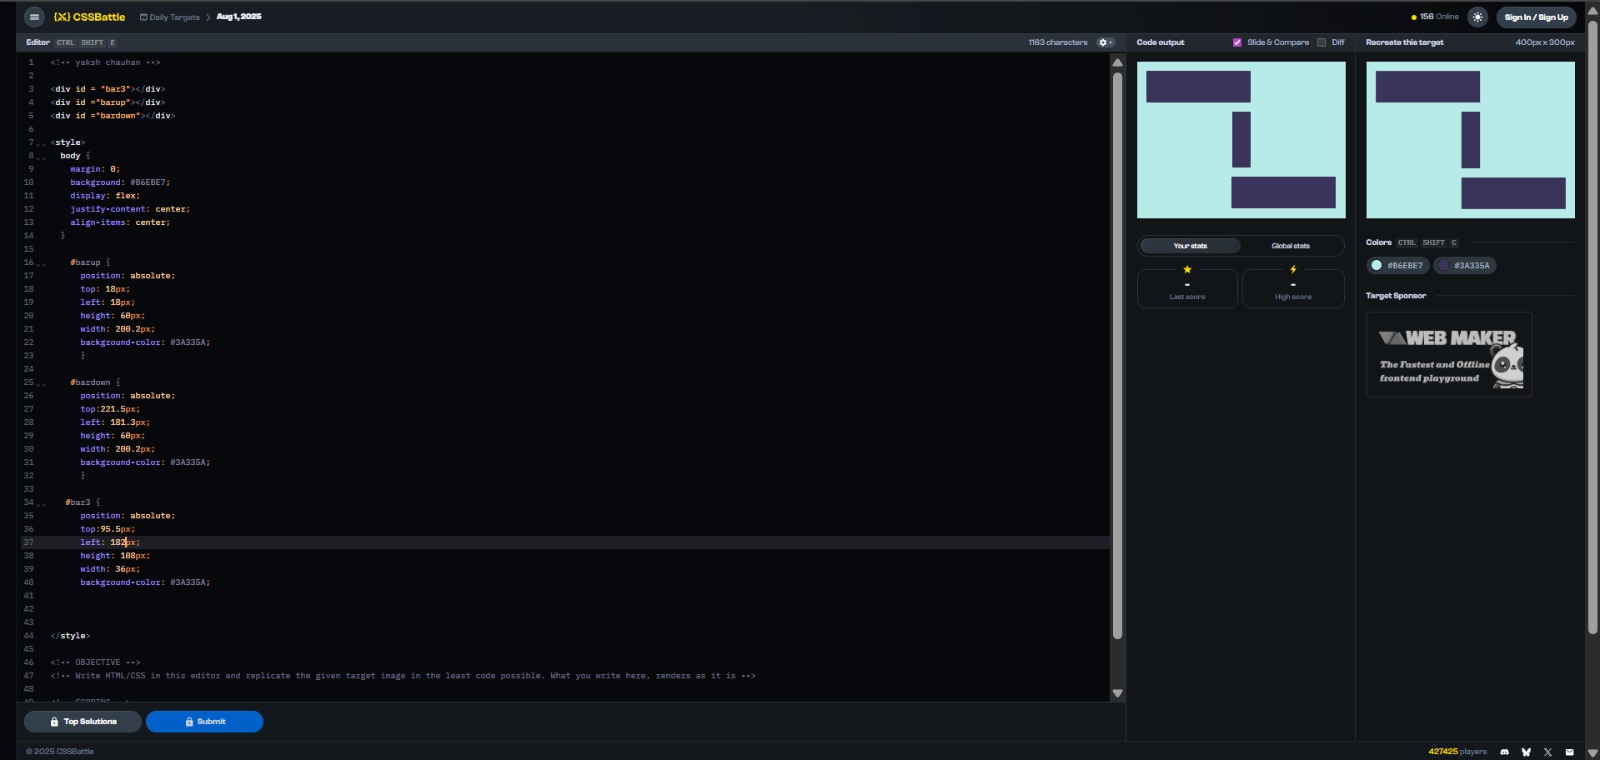 {X} CSSBattle
Daily Targets > Aug 1, 2025
156 Online
Sign In / Sign Up
Editor CTRL SHIFT E
1183 characters
Code output
Slide & Compare
Diff
Recreate this target
400px x 300px
1 <!-- yaksh chauhan -->
2
3 <div id = "bar3"></div>
4 <div id ="barup"></div>
5 <div id ="bardown"></div>
6
7 <style>
8 body {
9 margin: 0;
10 background: #B6EBE7;
11 display: flex;
12 justify-content: center;
13 align-items: center;
14 }
15
16 #barup {
17 position: absolute;
18 top: 18px;
19 left: 18px;
20 height: 60px;
21 width: 200.2px;
22 background-color: #3A335A;
23 }
24
25 #bardown {
26 position: absolute;
27 top:221.5px;
28 left: 181.3px;
29 height: 60px;
30 width: 200.2px;
31 background-color: #3A335A;
32 }
33
34 #bar3 {
35 position: absolute;
36 top:95.5px;
37 left: 182px;
38 height: 108px;
39 width: 36px;
40 background-color: #3A335A;
41
42
43
44 </style>
45
46 <!-- OBJECTIVE -->
47 <!-- Write HTML/CSS in this editor and replicate the given target image in the least code possible. What you write here, renders as it is -->
48
49 <!-- SCORING -->
Your stats
Global stats
-
Last score
-
High score
Colors CTRL SHIFT C
#B6EBE7
#3A335A
Target Sponsor
WEB MAKER
The Fastest and Offline
frontend playground
Top Solutions
Submit
© 2025 CSSBattle
427425 players